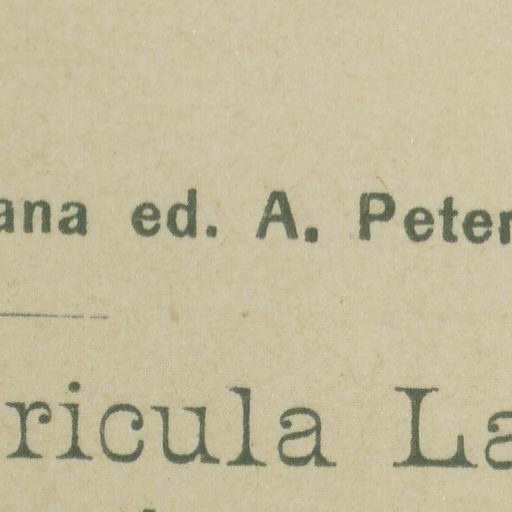 ana ed. A. Peter
ricula La